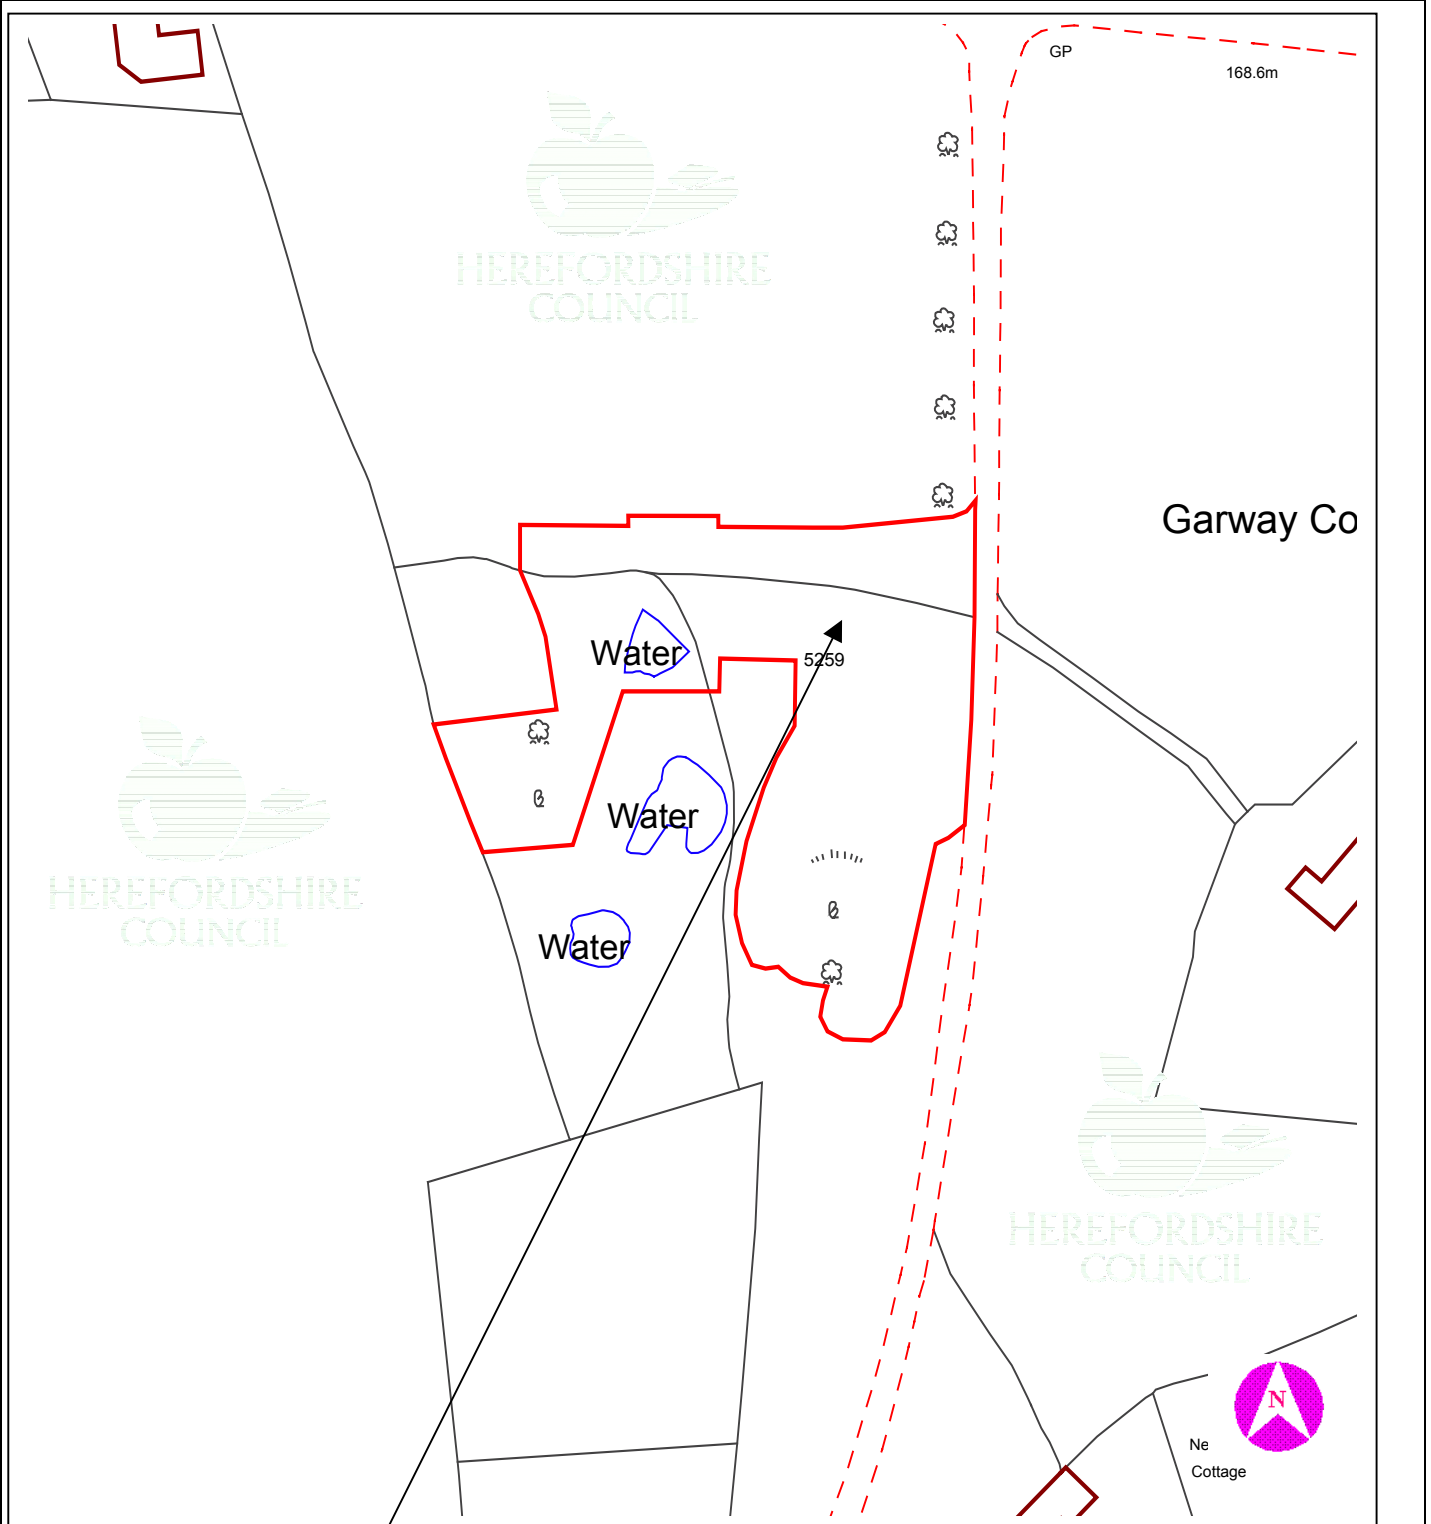 GP
168.6m
HEREFORDSHIRE
COUNCIL
Garway Co
Water
5259
Water
HEREFORDSHIRE
COUNCIL
Water
HEREFORDSHIRE
COUNCIL
N
Ne
Cottage